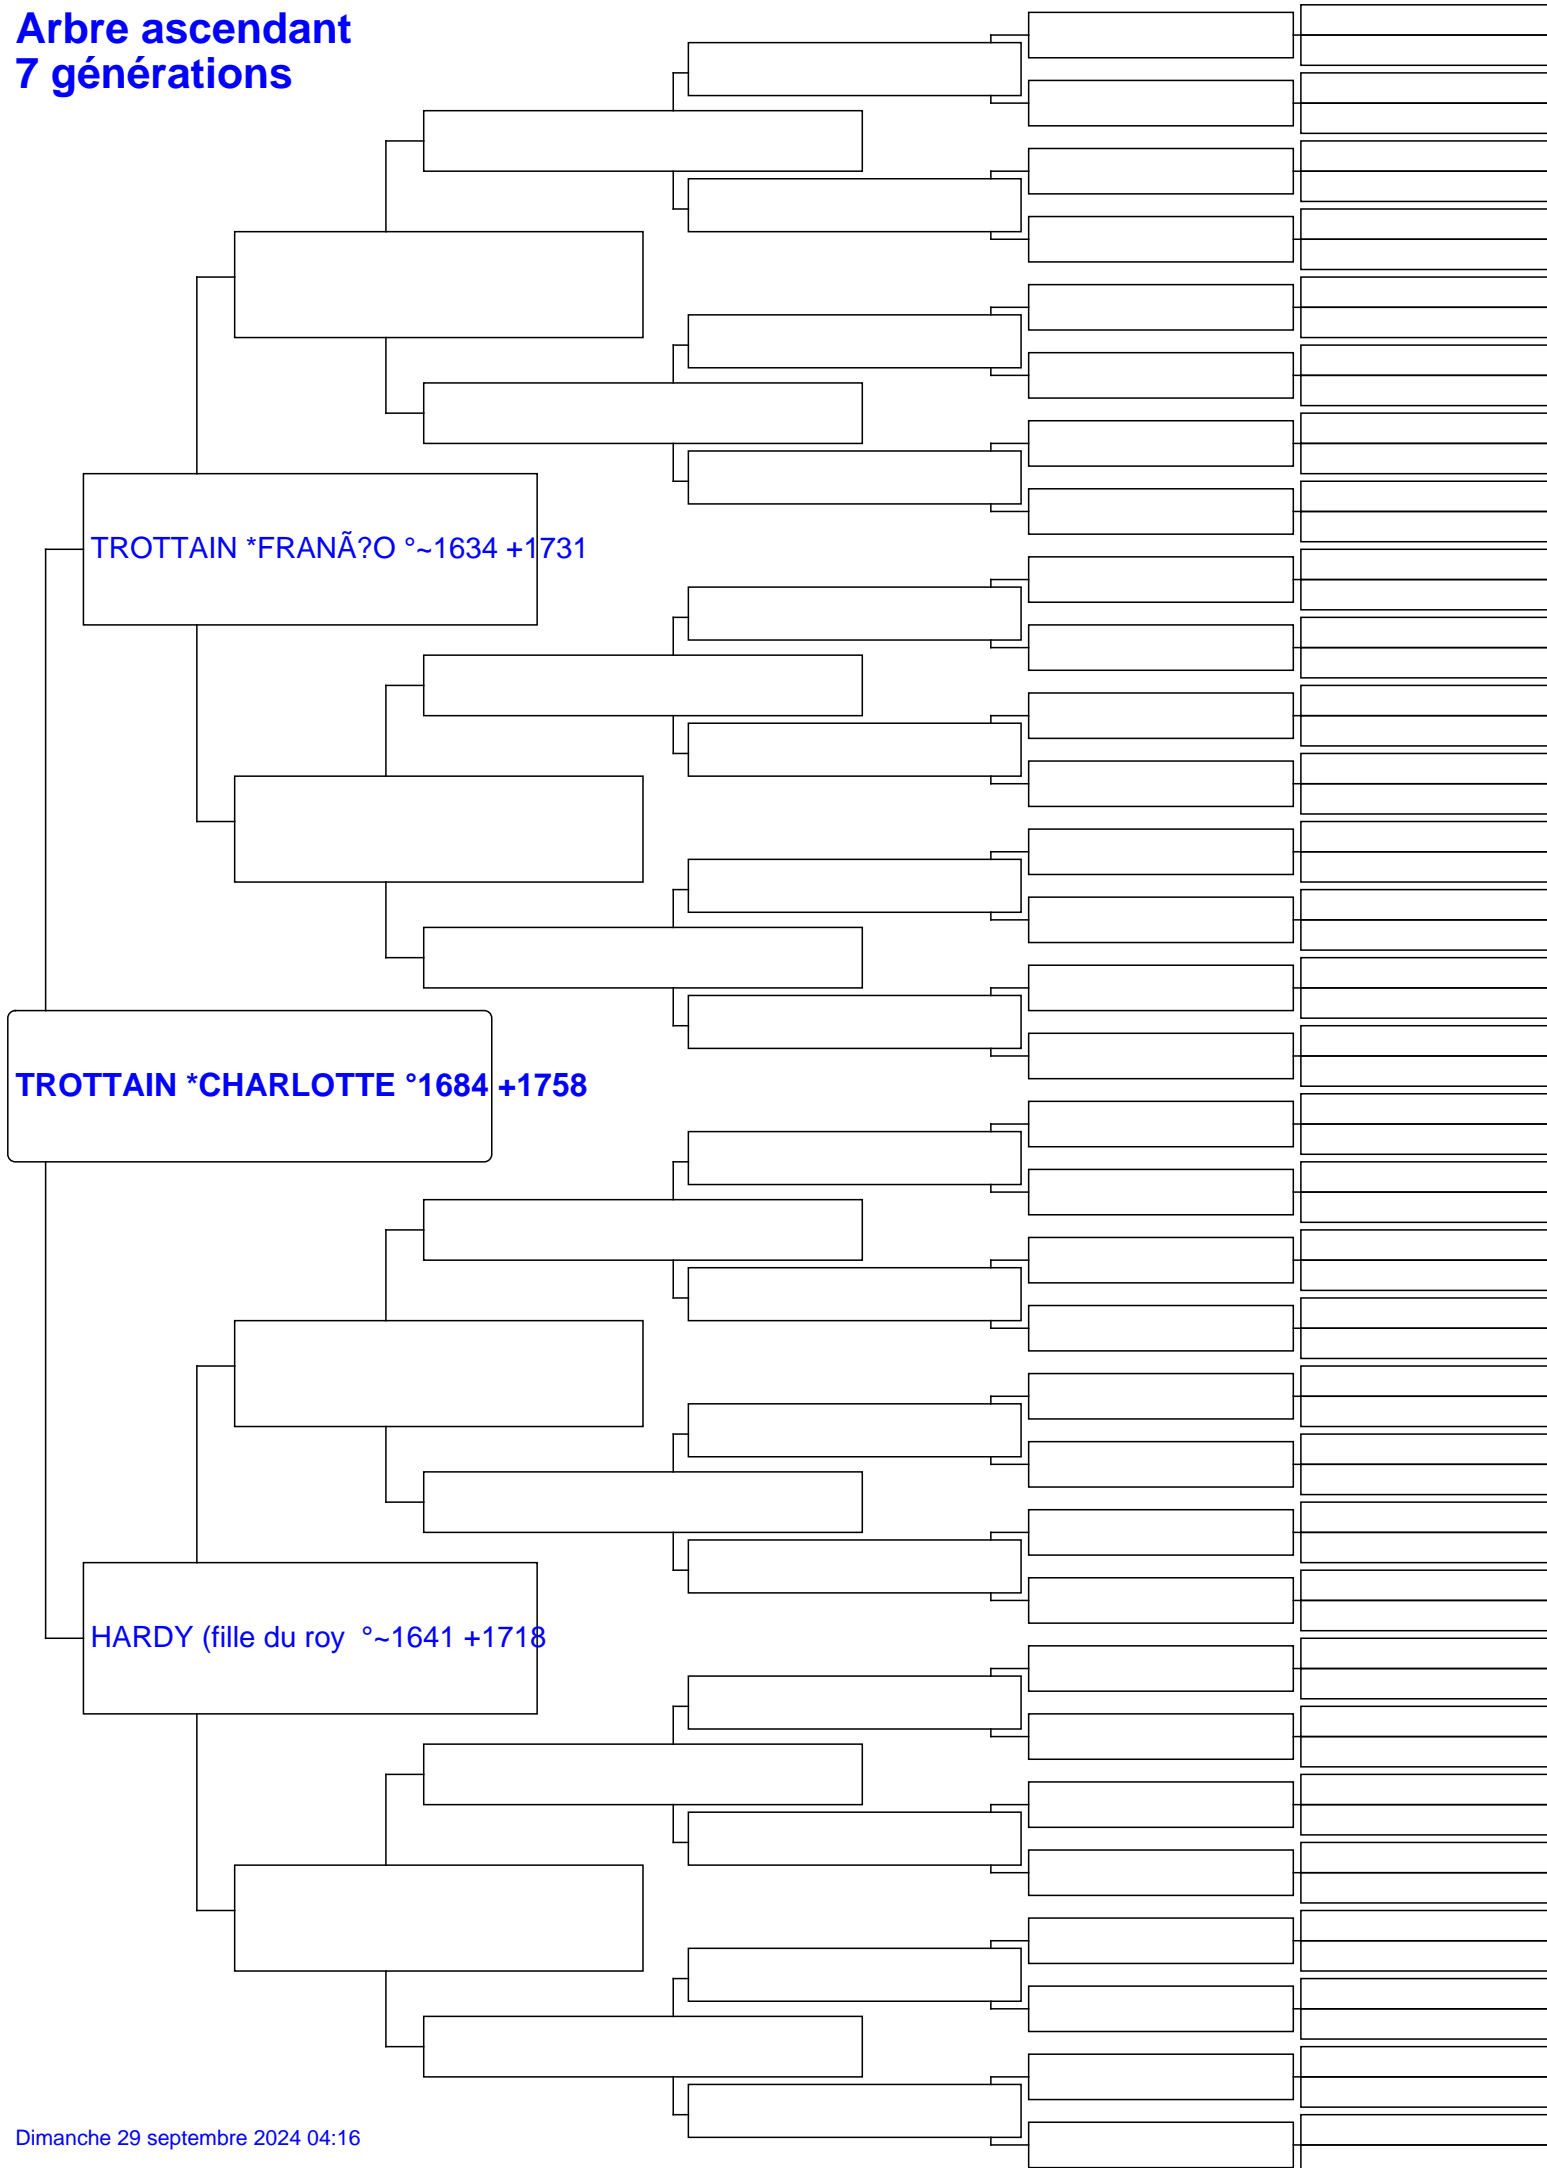 Arbre ascendant
7 générations
TROTTAIN *FRANÃ?O °~1634 +1731
TROTTAIN *CHARLOTTE °1684 +1758
HARDY (fille du roy  °~1641 +1718
Dimanche 29 septembre 2024 04:16